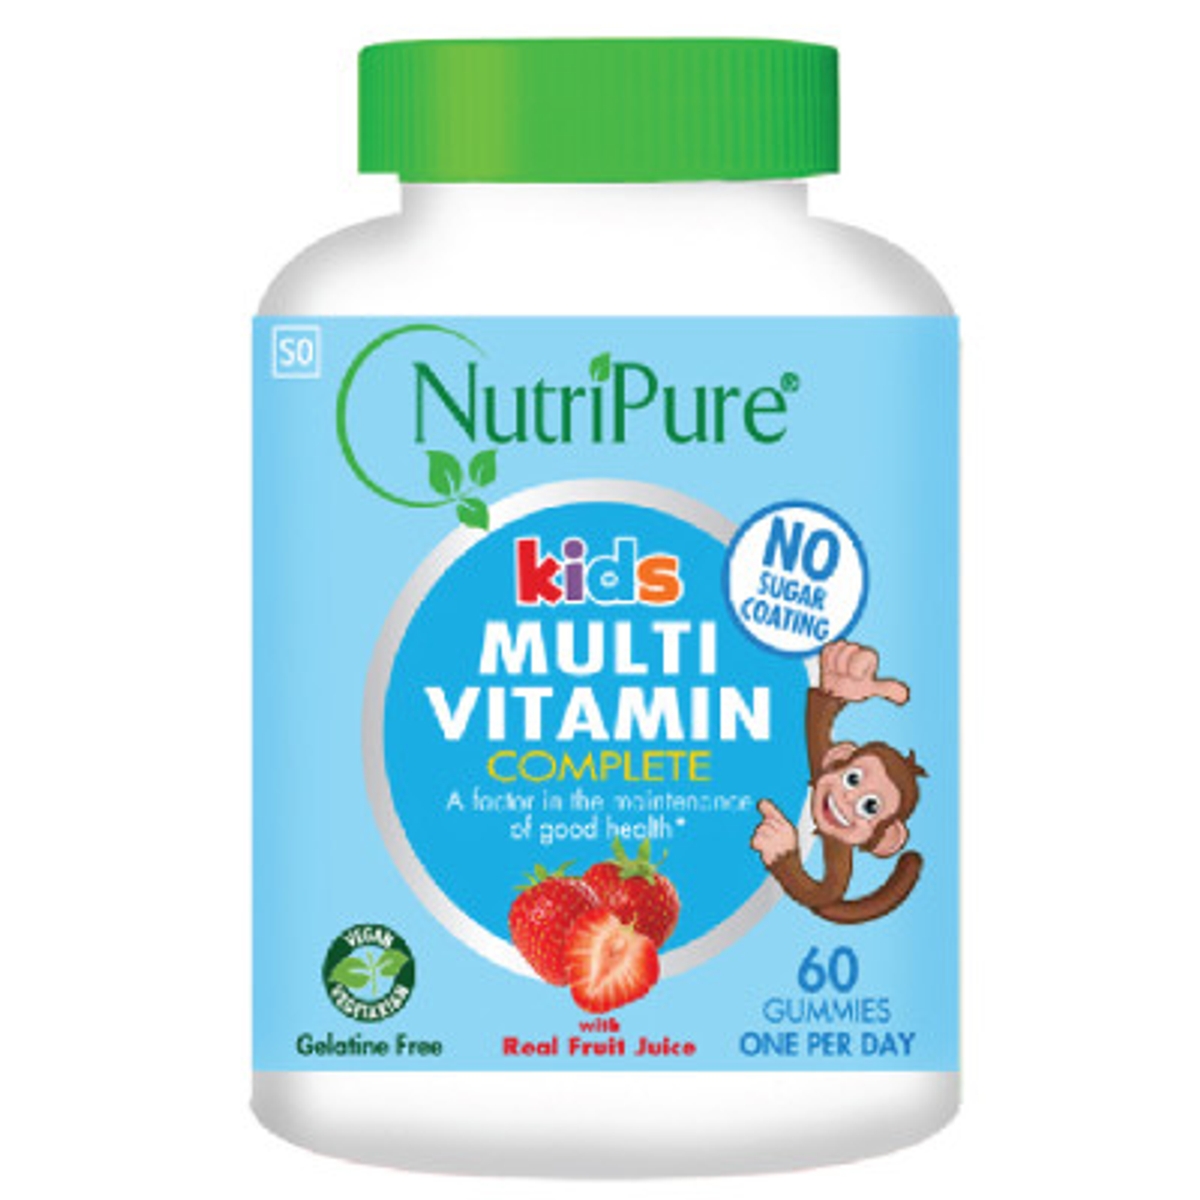 S0
NutriPure®
NO
SUGAR
COATING
kids
MULTI
VITAMIN
COMPLETE
A factor in the maintenance
of good health*
VEGAN
VEGETARIAN
Gelatine Free
with
Real Fruit Juice
60
GUMMIES
ONE PER DAY